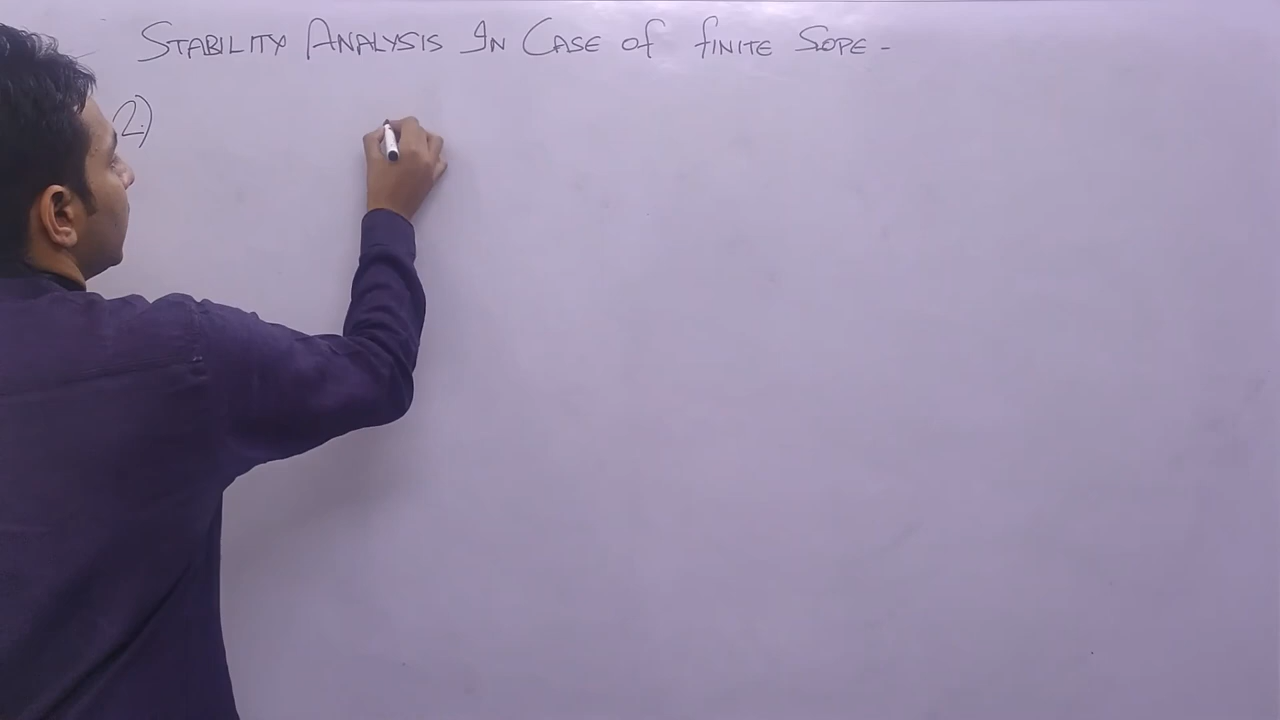 STABILITY ANALYSIS IN CASE OF FINITE SOPE -
2)